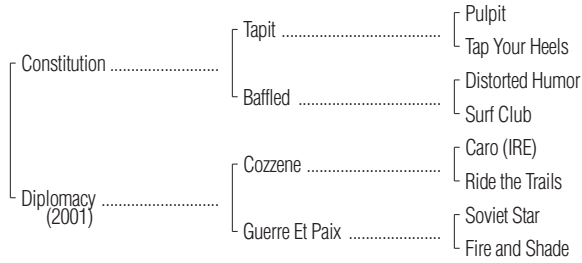 Pulpit
Tapit ........................................
Tap Your Heels
Constitution ...........................
Distorted Humor
Baffled ....................................
Surf Club
Caro (IRE)
Cozzene ..................................
Ride the Trails
Diplomacy .............................
(2001)
Soviet Star
Guerre Et Paix .......................
Fire and Shade